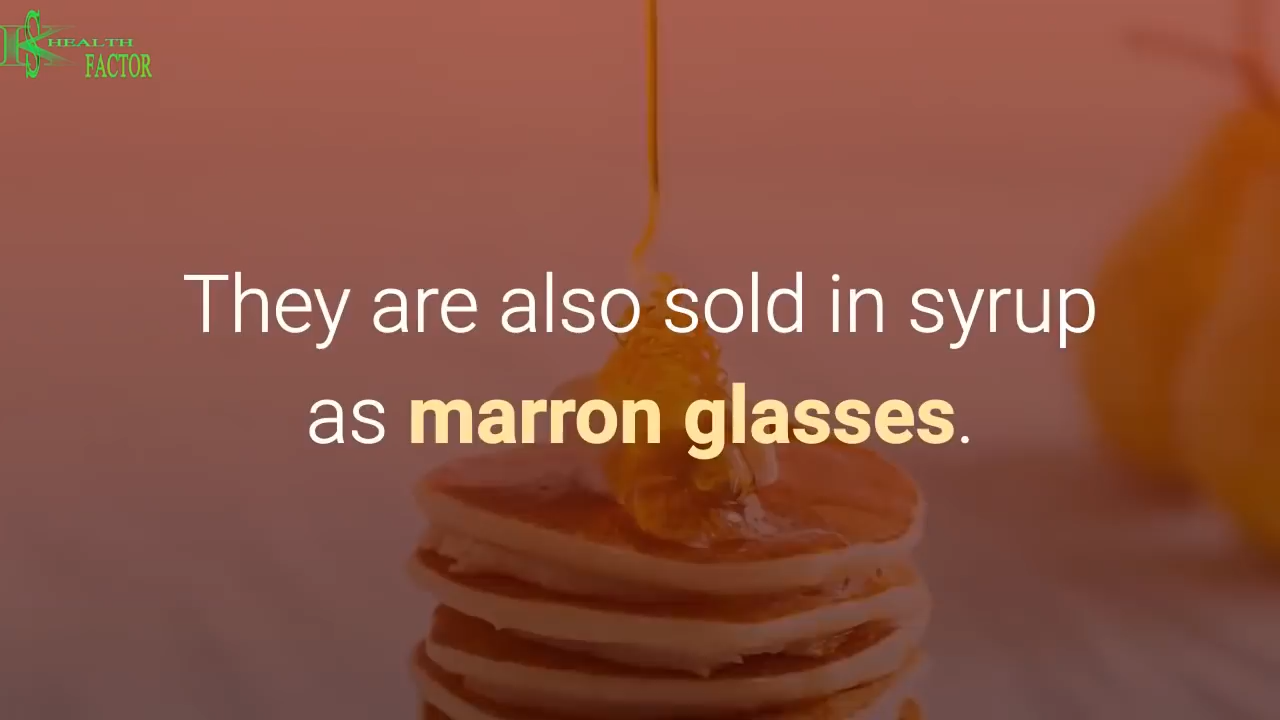 HEALTH
FACTOR
They are also sold in syrup
as marron glasses.